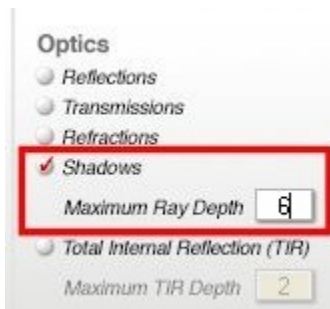 Optics
Reflections
Transmissions
Refractions
Shadows
Maximum Ray Depth 6
Total Internal Reflection (TIR)
Maximum TIR Depth 2